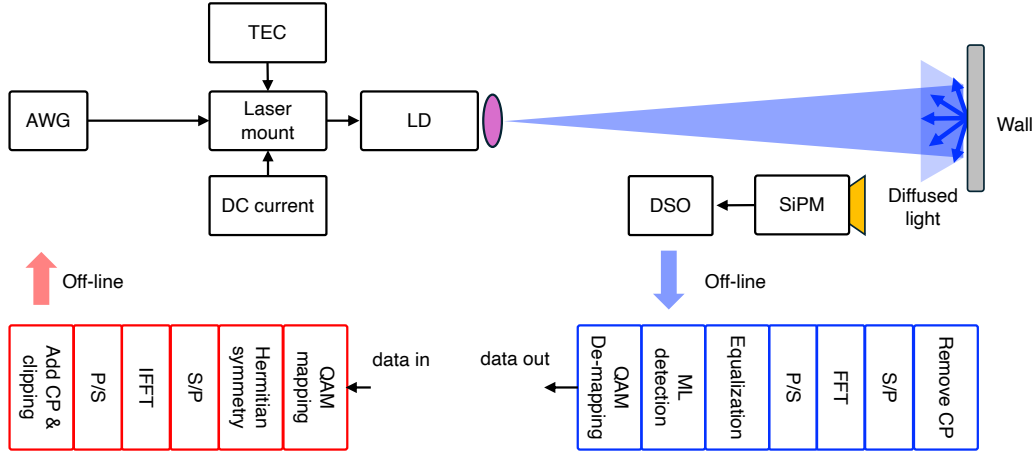 TEC
AWG
Laser
mount
LD
Wall
DC current
DSO
SiPM
Diffused
light
Off-line
Off-line
Add CP &
clipping
P/S
IFFT
S/P
Hermitian
symmetry
QAM
mapping
data in
data out
QAM
De-mapping
ML
detection
Equalization
P/S
FFT
S/P
Remove CP